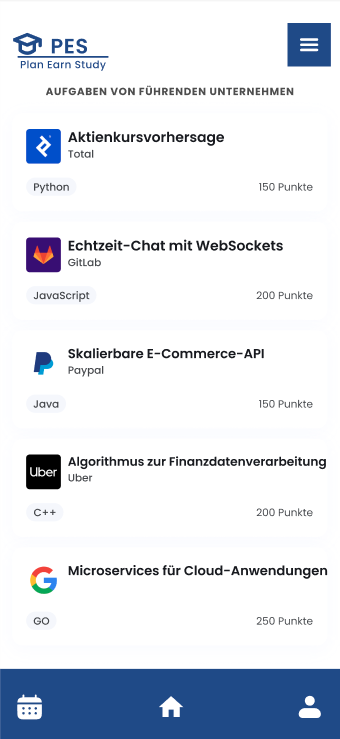 PES
Plan Earn Study
AUFGABEN VON FÜHRENDEN UNTERNEHMEN
Aktienkursvorhersage
Total
Python
150 Punkte
Echtzeit-Chat mit WebSockets
GitLab
JavaScript
200 Punkte
Skalierbare E-Commerce-API
Paypal
Java
150 Punkte
Uber
Algorithmus zur Finanzdatenverarbeitung
Uber
C++
200 Punkte
Microservices für Cloud-Anwendungen
GO
250 Punkte